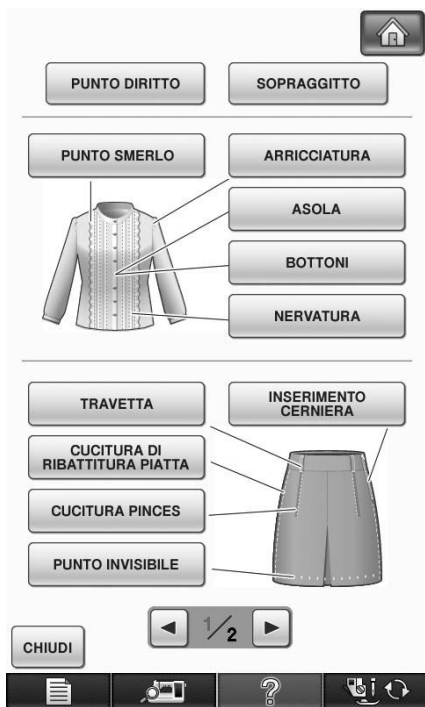 PUNTO DIRITTO
SOPRAGGITTO
PUNTO SMERLO
ARRICCIATURA
ASOLA
BOTTONI
NERVATURA
TRAVETTA
INSERIMENTO
CERNIERA
CUCITURA DI
RIBATTITURA PIATTA
CUCITURA PINCES
PUNTO INVISIBILE
1/2
CHIUDI
?